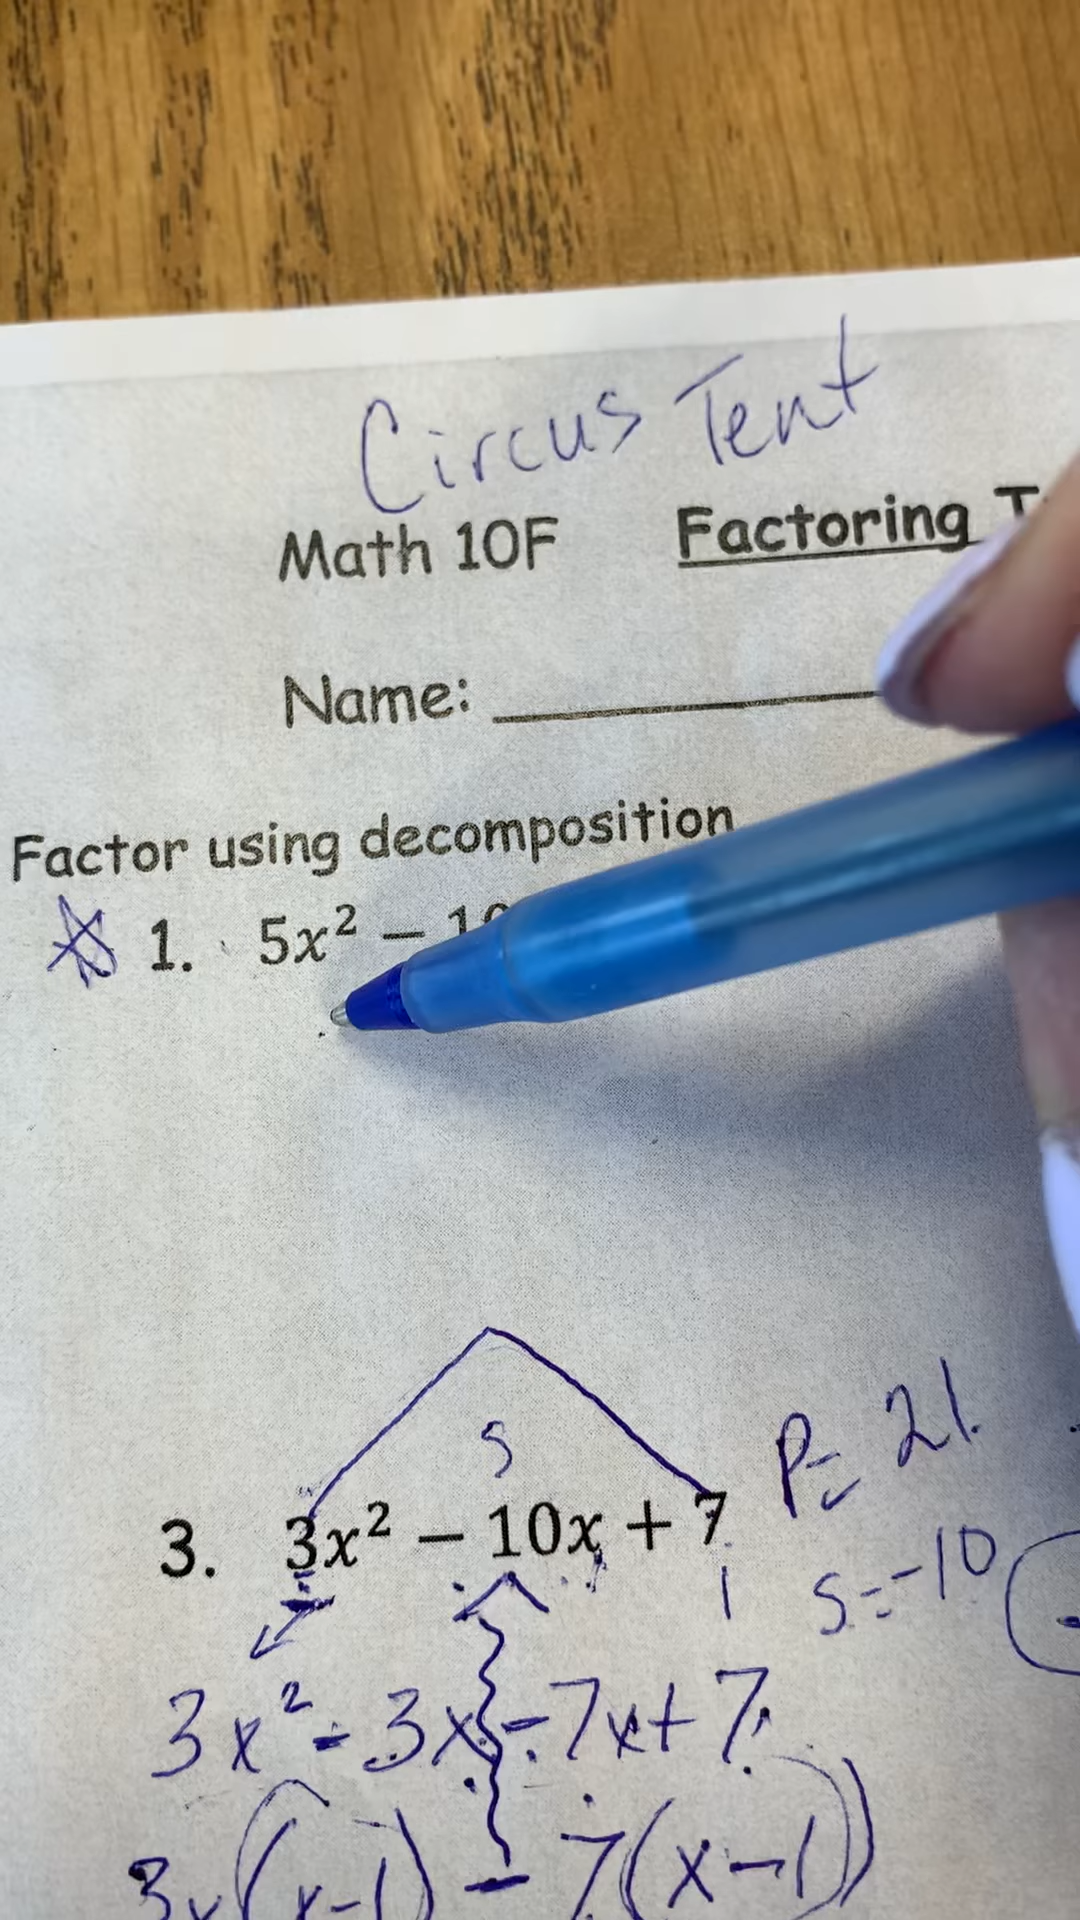 Circus Tent
Math 10F Factoring
Name:
Factor using decomposition
1. 5x² –
S
P = 21
3. 3x² – 10x + 7
S = -10
3x² - 3x - 7x + 7
3x(x-1) - 7(x-1)